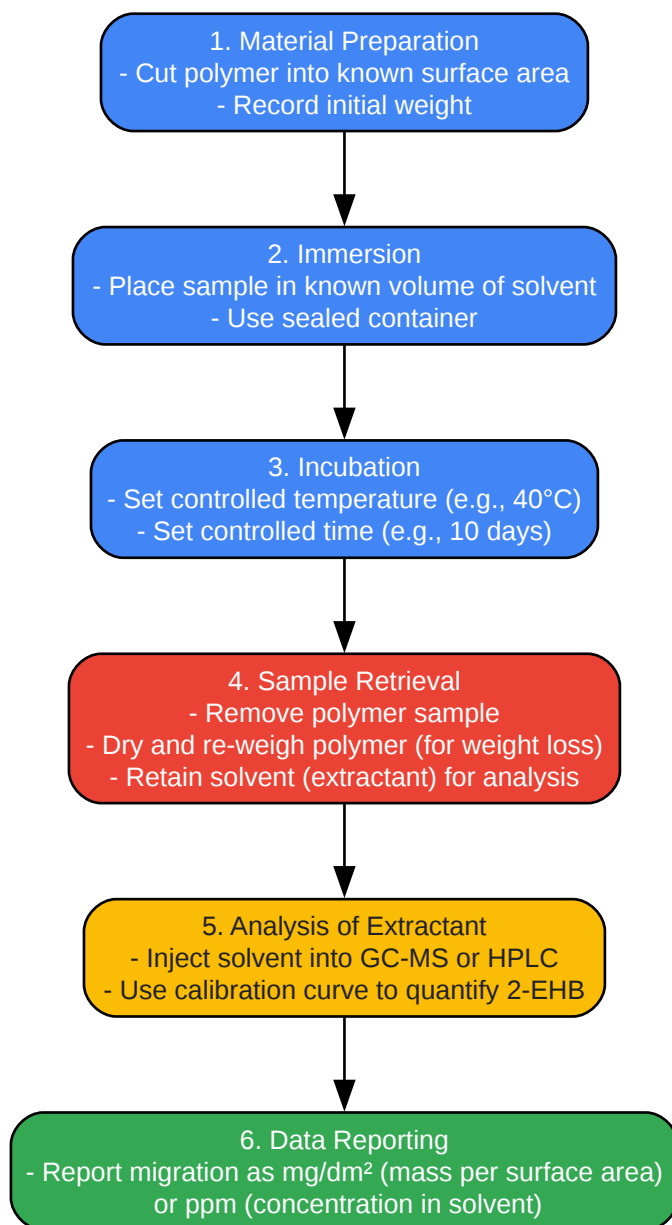 1. Material Preparation
- Cut polymer into known surface area
- Record initial weight
2. Immersion
- Place sample in known volume of solvent
- Use sealed container
3. Incubation
- Set controlled temperature (e.g., 40°C)
- Set controlled time (e.g., 10 days)
4. Sample Retrieval
- Remove polymer sample
- Dry and re-weigh polymer (for weight loss)
- Retain solvent (extractant) for analysis
5. Analysis of Extractant
- Inject solvent into GC-MS or HPLC
- Use calibration curve to quantify 2-EHB
6. Data Reporting
- Report migration as mg/dm² (mass per surface area)
or ppm (concentration in solvent)